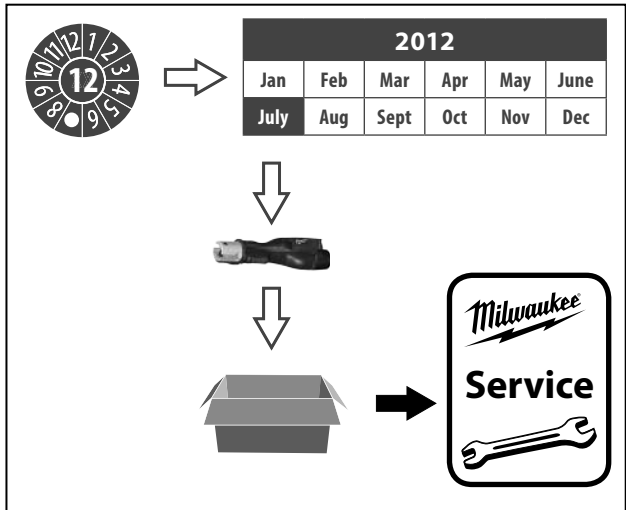 12 1 2 3 4 5 6 8 9 10 11
12
2012
Jan Feb Mar Apr May June
July Aug Sept Oct Nov Dec
Milwaukee
Service